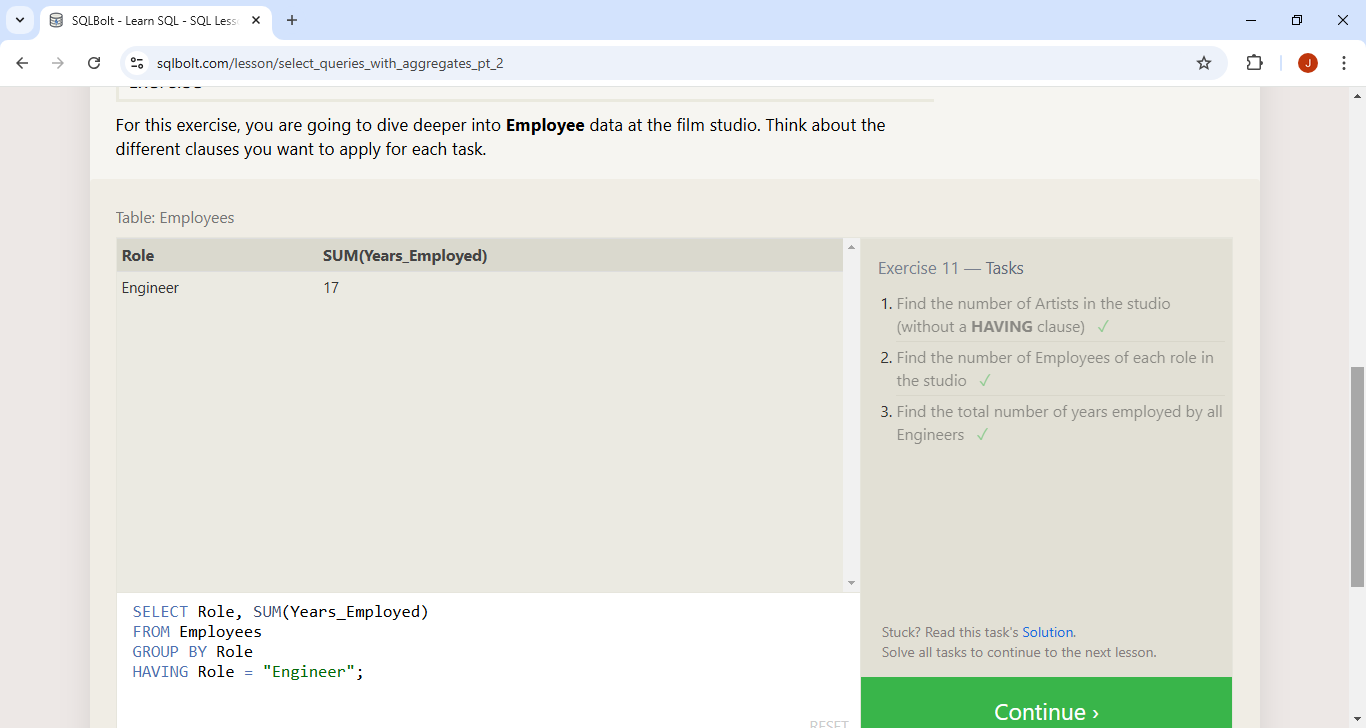 SQLBolt - Learn SQL - SQL Less
sqlbolt.com/lesson/select_queries_with_aggregates_pt_2
J
For this exercise, you are going to dive deeper into Employee data at the film studio. Think about the
different clauses you want to apply for each task.
Table: Employees
Role SUM(Years_Employed)
Engineer 17
Exercise 11 — Tasks
1. Find the number of Artists in the studio
(without a HAVING clause) ✓
2. Find the number of Employees of each role in
the studio ✓
3. Find the total number of years employed by all
Engineers ✓
SELECT Role, SUM(Years_Employed)
FROM Employees
GROUP BY Role
HAVING Role = "Engineer";
RESET
Stuck? Read this task's Solution.
Solve all tasks to continue to the next lesson.
Continue ›